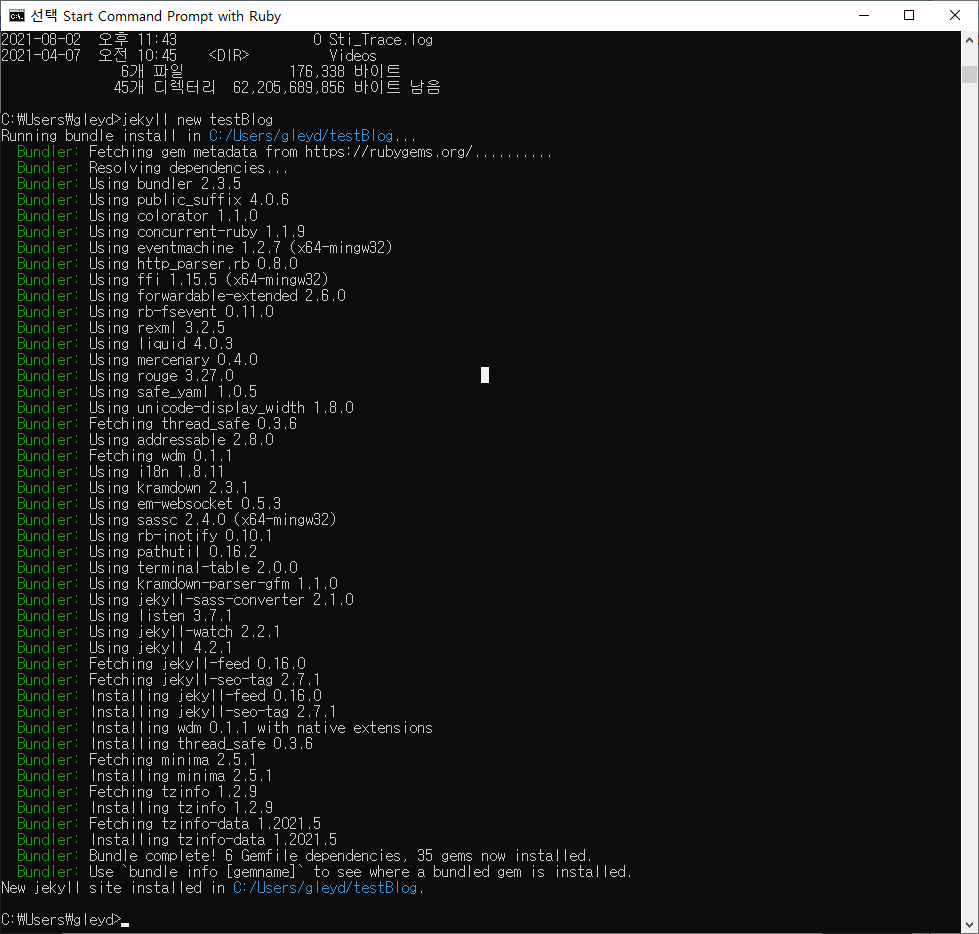 선택 Start Command Prompt with Ruby
2021-08-02 오후 11:43 0 Sti_Trace.log
2021-04-07 오전 10:45 <DIR> Videos
6개 파일 176,338 바이트
45개 디렉터리 62,205,689,856 바이트 남음
C:₩Users₩gleyd>jekyll new testBlog
Running bundle install in C:/Users/gleyd/testBlog...
Bundler: Fetching gem metadata from https://rubygems.org/..........
Bundler: Resolving dependencies...
Bundler: Using bundler 2.3.5
Bundler: Using public_suffix 4.0.6
Bundler: Using colorator 1.1.0
Bundler: Using concurrent-ruby 1.1.9
Bundler: Using eventmachine 1.2.7 (x64-mingw32)
Bundler: Using http_parser.rb 0.8.0
Bundler: Using ffi 1.15.5 (x64-mingw32)
Bundler: Using forwardable-extended 2.6.0
Bundler: Using rb-fsevent 0.11.0
Bundler: Using rexml 3.2.5
Bundler: Using liquid 4.0.3
Bundler: Using mercenary 0.4.0
Bundler: Using rouge 3.27.0
Bundler: Using safe_yaml 1.0.5
Bundler: Using unicode-display_width 1.8.0
Bundler: Fetching thread_safe 0.3.6
Bundler: Using addressable 2.8.0
Bundler: Fetching wdm 0.1.1
Bundler: Using i18n 1.8.11
Bundler: Using kramdown 2.3.1
Bundler: Using em-websocket 0.5.3
Bundler: Using sassc 2.4.0 (x64-mingw32)
Bundler: Using rb-inotify 0.10.1
Bundler: Using pathutil 0.16.2
Bundler: Using terminal-table 2.0.0
Bundler: Using kramdown-parser-gfm 1.1.0
Bundler: Using jekyll-sass-converter 2.1.0
Bundler: Using listen 3.7.1
Bundler: Using jekyll-watch 2.2.1
Bundler: Using jekyll 4.2.1
Bundler: Fetching jekyll-feed 0.16.0
Bundler: Fetching jekyll-seo-tag 2.7.1
Bundler: Installing jekyll-feed 0.16.0
Bundler: Installing jekyll-seo-tag 2.7.1
Bundler: Installing wdm 0.1.1 with native extensions
Bundler: Installing thread_safe 0.3.6
Bundler: Fetching minima 2.5.1
Bundler: Installing minima 2.5.1
Bundler: Fetching tzinfo 1.2.9
Bundler: Installing tzinfo 1.2.9
Bundler: Fetching tzinfo-data 1.2021.5
Bundler: Installing tzinfo-data 1.2021.5
Bundler: Bundle complete! 6 Gemfile dependencies, 35 gems now installed.
Bundler: Use `bundle info [gemname]` to see where a bundled gem is installed.
New jekyll site installed in C:/Users/gleyd/testBlog.
C:₩Users₩gleyd>